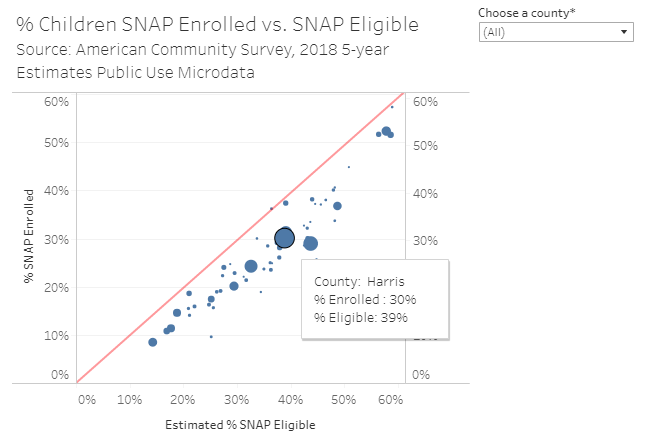 % Children SNAP Enrolled vs. SNAP Eligible
Source: American Community Survey, 2018 5-year
Estimates Public Use Microdata
Choose a county*
(All)
60%
50%
40%
30%
20%
10%
0%
% SNAP Enrolled
60%
50%
40%
30%
0%
County: Harris
% Enrolled : 30%
% Eligible: 39%
0%
10%
20%
30%
40%
50%
60%
Estimated % SNAP Eligible